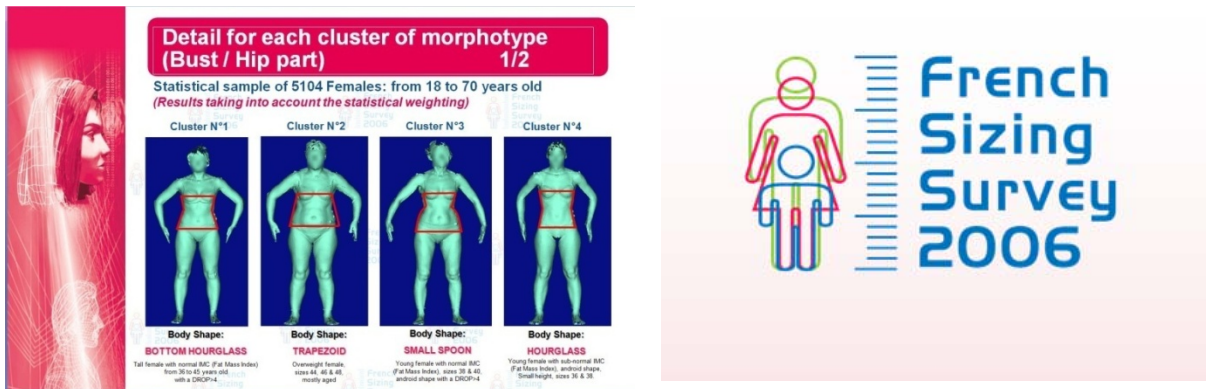 Detail for each cluster of morphotype
(Bust / Hip part) 1/2
Statistical sample of 5104 Females: from 18 to 70 years old
(Results taking into account the statistical weighting)
Cluster N°1
Cluster N°2
Cluster N°3
Cluster N°4
Body Shape:
BOTTOM HOURGLASS
Tall female with normal IMC (Fat Mass Index)
from 36 to 45 years old
with a DROP>4
Body Shape:
TRAPEZOID
Overweight female,
sizes 44, 46 & 48,
mostly aged
Body Shape:
SMALL SPOON
Young female with normal IMC
(Fat Mass Index), sizes 38 & 40,
android shape with a DROP>4
Body Shape:
HOURGLASS
Young female with sub-normal IMC
(Fat Mass Index), android shape,
Small height, sizes 36 & 38.
French
Sizing
Survey
2006